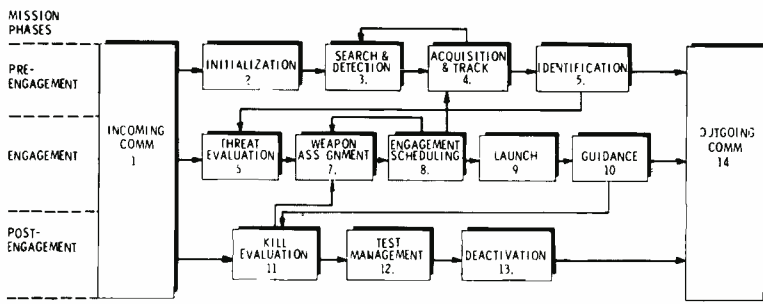 MISSION
PHASES
PRE-
ENGAGEMENT
ENGAGEMENT
POST-
ENGAGEMENT
INCOMING
COMM
1
INITIALIZATION
2
SEARCH &
DETECTION
3.
ACQUISITION
& TRACK
4.
IDENTIFICATION
5.
THREAT
EVALUATION
5
WEAPON
ASSIGNMENT
7.
ENGAGEMENT
SCHEDULING
8.
LAUNCH
9
GUIDANCE
10
KILL
EVALUATION
11
TEST
MANAGEMENT
12.
DEACTIVATION
13.
OUTGOING
COMM
14